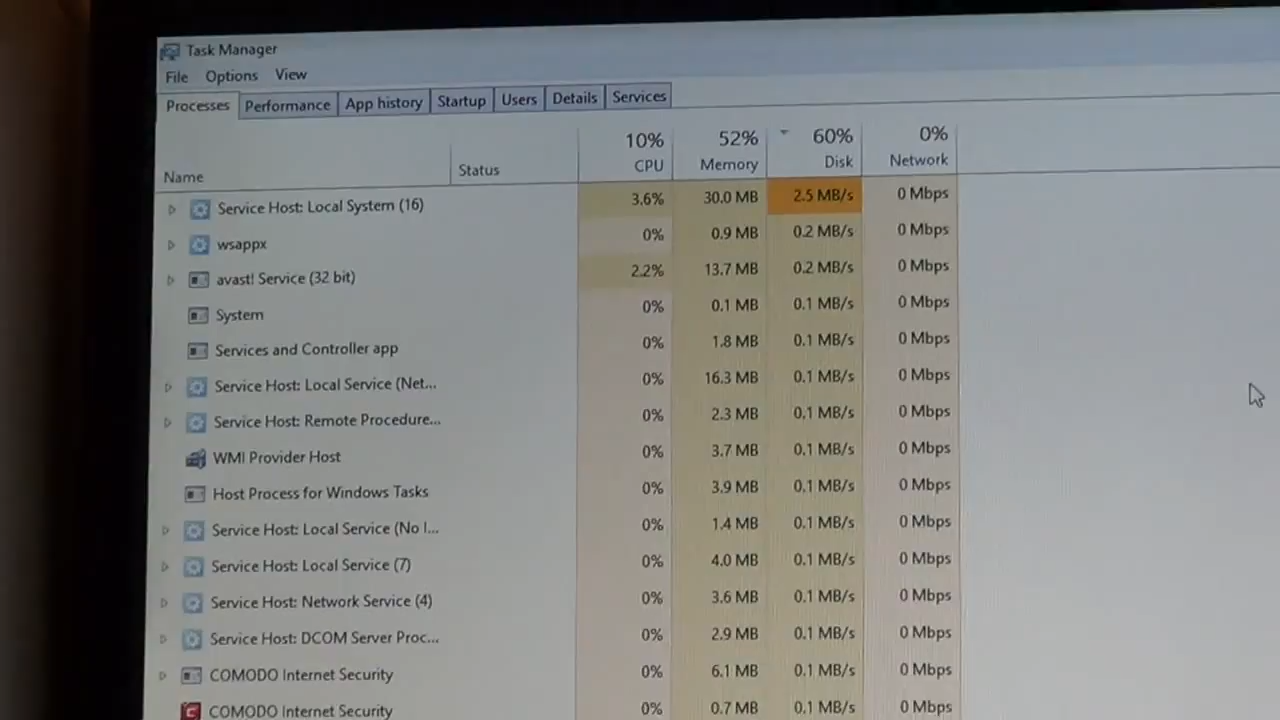 Task Manager
File Options View
Processes Performance App history Startup Users Details Services
10% 52% 60% 0%
Name Status CPU Memory Disk Network
Service Host: Local System (16) 3.6% 30.0 MB 2.5 MB/s 0 Mbps
wsappx 0% 0.9 MB 0.2 MB/s 0 Mbps
avast! Service (32 bit) 2.2% 13.7 MB 0.2 MB/s 0 Mbps
System 0% 0.1 MB 0.1 MB/s 0 Mbps
Services and Controller app 0% 1.8 MB 0.1 MB/s 0 Mbps
Service Host: Local Service (Net... 0% 16.3 MB 0.1 MB/s 0 Mbps
Service Host: Remote Procedure... 0% 2.3 MB 0.1 MB/s 0 Mbps
WMI Provider Host 0% 3.7 MB 0.1 MB/s 0 Mbps
Host Process for Windows Tasks 0% 3.9 MB 0.1 MB/s 0 Mbps
Service Host: Local Service (No I... 0% 1.4 MB 0.1 MB/s 0 Mbps
Service Host: Local Service (7) 0% 4.0 MB 0.1 MB/s 0 Mbps
Service Host: Network Service (4) 0% 3.6 MB 0.1 MB/s 0 Mbps
Service Host: DCOM Server Proc... 0% 2.9 MB 0.1 MB/s 0 Mbps
COMODO Internet Security 0% 6.1 MB 0.1 MB/s 0 Mbps
COMODO Internet Security 0% 0.7 MB 0.1 MB/s 0 Mbps